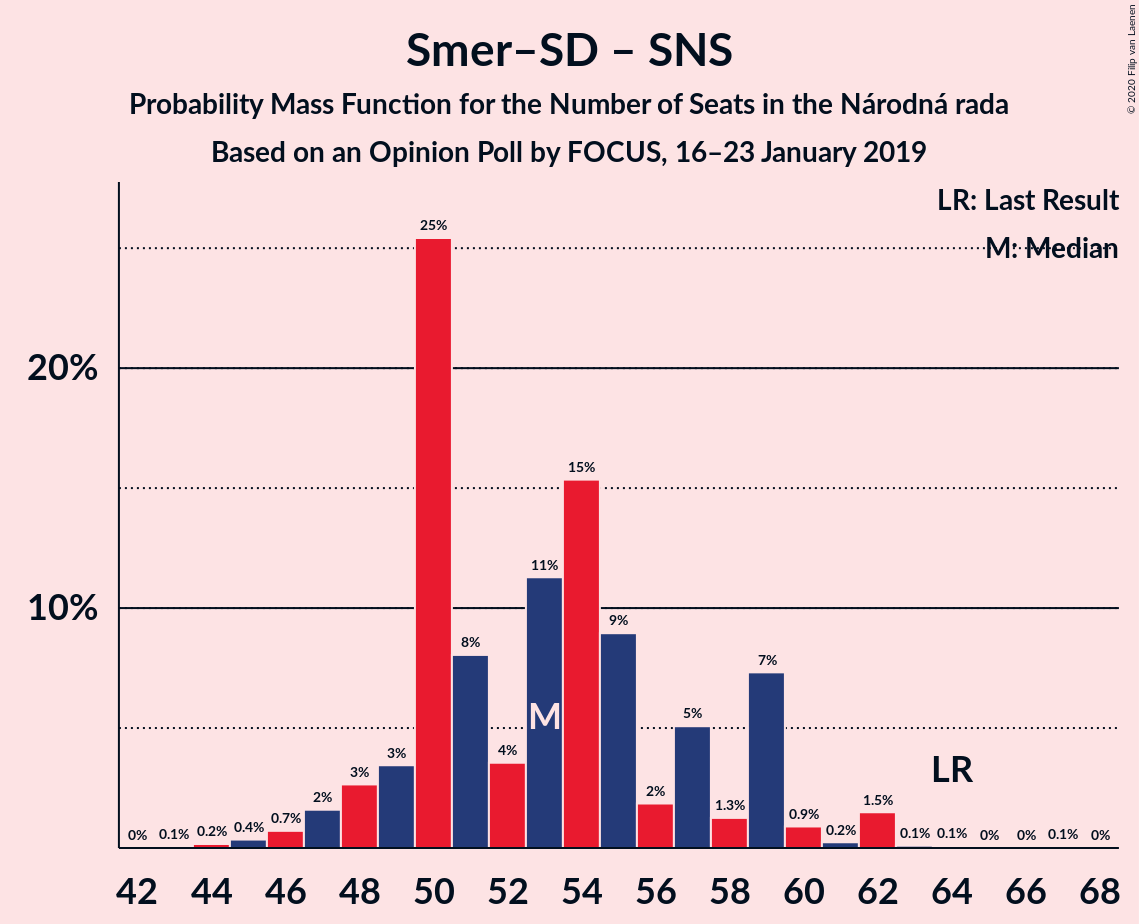 Smer–SD – SNS
Probability Mass Function for the Number of Seats in the Národná rada
Based on an Opinion Poll by FOCUS, 16–23 January 2019
© 2020 Filip van Laenen
LR: Last Result
M: Median
20%
10%
0% 0.1% 0.2% 0.4% 0.7% 2% 3% 3% 25% 8% 4% 11% 15% 9% 2% 5% 1.3% 7% 0.9% 0.2% 1.5% 0.1% 0.1% 0% 0% 0.1% 0%
M
LR
42 44 46 48 50 52 54 56 58 60 62 64 66 68